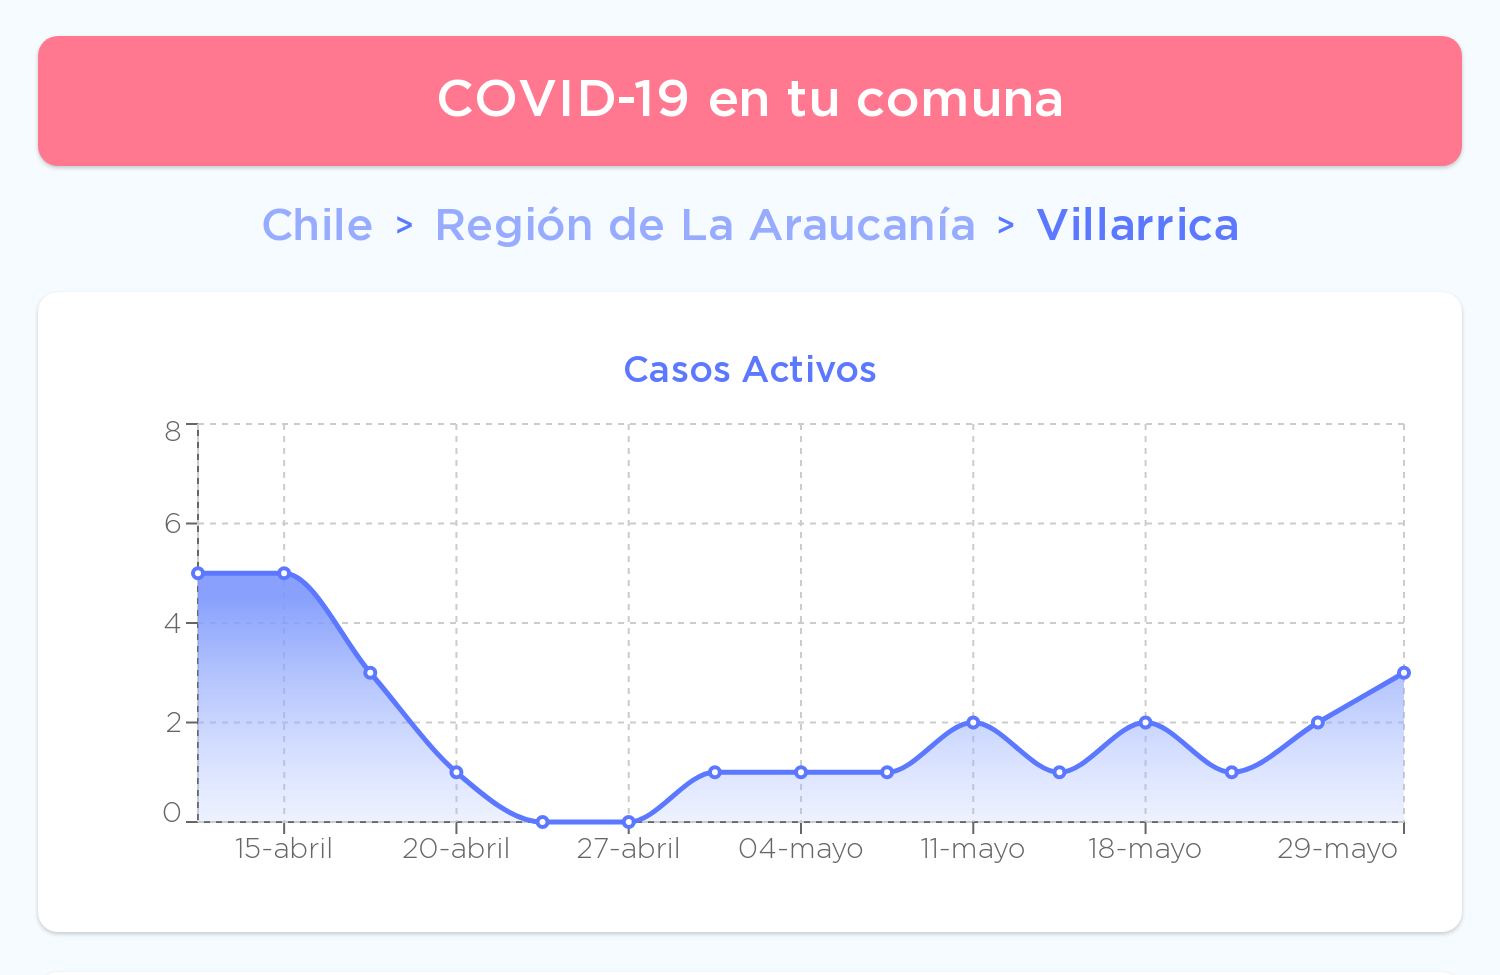 COVID-19 en tu comuna
Chile > Región de La Araucanía > Villarrica
Casos Activos
8
6
4
2
0
15-abril 20-abril 27-abril 04-mayo 11-mayo 18-mayo 29-mayo